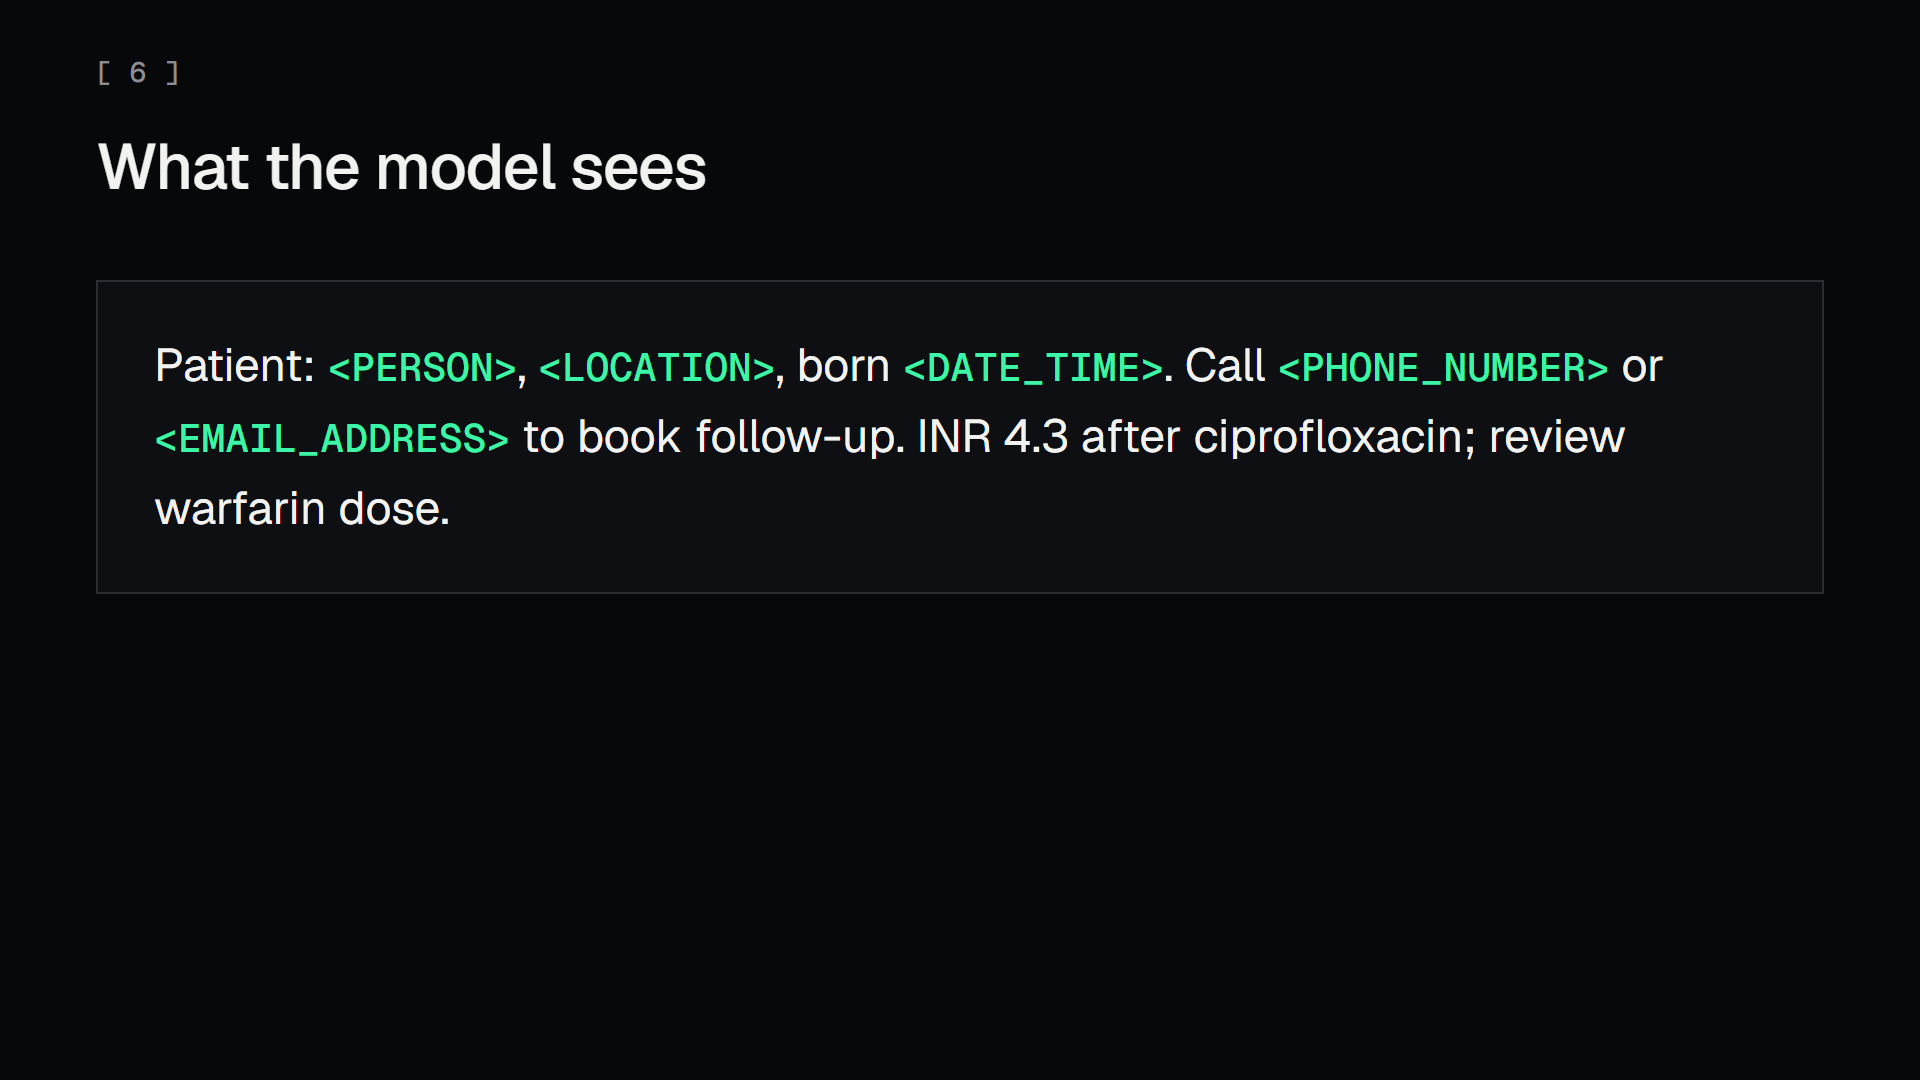 [ 6 ]
What the model sees
Patient: <PERSON>, <LOCATION>, born <DATE_TIME>. Call <PHONE_NUMBER> or
<EMAIL_ADDRESS> to book follow-up. INR 4.3 after ciprofloxacin; review
warfarin dose.